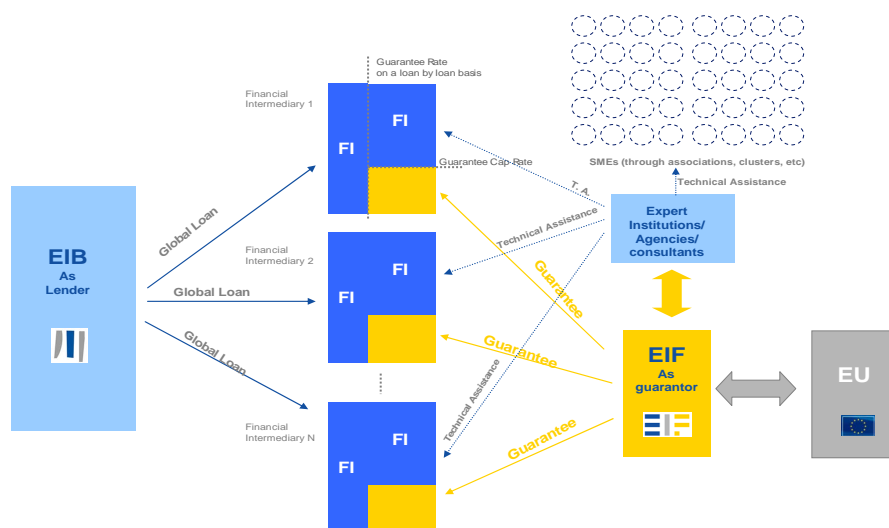 Guarantee Rate
on a loan by loan basis
Financial
Intermediary 1
FI
FI
Guarantee Cap Rate
SMEs (through associations, clusters, etc)
Technical Assistance
T. A.
Expert
Institutions/
Agencies/
consultants
Technical Assistance
Global Loan
EIB
As
Lender
Financial
Intermediary 2
FI
FI
Global Loan
Guarantee
Global Loan
Guarantee
EIF
As
guarantor
EIF
EU
Technical Assistance
Financial
Intermediary N
FI
FI
Guarantee